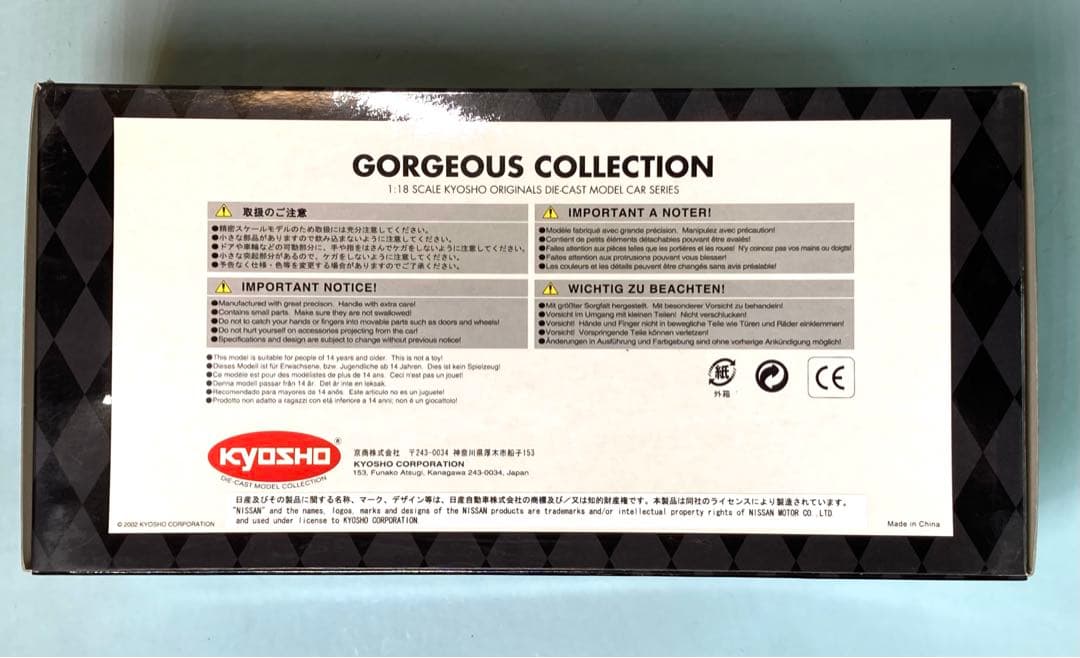 GORGEOUS COLLECTION
1:18 SCALE KYOSHO ORIGINALS DIE-CAST MODEL CAR SERIES
取扱のご注意
●精密スケールモデルのため取扱には充分注意してください。
●小さな部品がありますので飲み込まないように注意してください。
●ドアや車輪などの可動部分に、手や指をはさんでケガをしないように注意してください。
●小さな突起部分があるので、ケガをしないように注意してください。
●予告なく仕様・色等を変更する場合がありますのでご了承ください。
IMPORTANT A NOTER!
●Modèle fabriqué avec grande précision. Manipulez avec précaution!
●Contient de petits éléments détachables pouvant être avalés!
●Faites attention aux pièces telles que les portières et les roues! N'y coincez pas vos mains ou doigts!
●Faites attention aux protrusions pouvant vous blesser!
●Les couleurs et les détails peuvent être changés sans avis préalable!
IMPORTANT NOTICE!
●Manufactured with great precison. Handle with extra care!
●Contains small parts. Make sure they are not swallowed!
●Do not to catch your hands or fingers into movable parts such as doors and wheels!
●Do not hurt yourself on accessories projecting from the car!
●Specifications and design are subject to change without previous notice!
WICHTIG ZU BEACHTEN!
●Mit größter Sorgfalt hergestellt. Mit besonderer Vorsicht zu behandeln!
●Vorsicht im Umgang mit kleinen Teilen! Nicht verschlucken!
●Vorsicht! Hände und Finger nicht in bewegliche Teile wie Türen und Räder einklemmen!
●Vorsicht! Vorspringende Teile können verletzen!
●Änderungen in Ausführung und Farbgebung sind ohne vorherige Ankündigung möglich!
●This model is suitable for people of 14 years and older. This is not a toy!
●Dieses Modell ist für Erwachsene, bzw. Jugendliche ab 14 Jahren. Dies ist kein Spielzeug!
●Ce modèle est pour des modélistes de plus de 14 ans. Ceci n'est pas un jouet!
●Denna modell passar från 14 år. Det är inte en leksak.
●Recomendado para mayores de 14 anõs. Este articulo no es un juguete!
●Prodotto non adatto a ragazzi con età inferiore a 14 anni; non é un giocattolo!
紙
外箱
CE
KYOSHO®
DIE-CAST MODEL COLLECTION
京商株式会社 〒243-0034 神奈川県厚木市船子153
KYOSHO CORPORATION
153, Funako Atsugi, Kanagawa 243-0034, Japan
日産及びその製品に関する名称、マーク、デザイン等は、日産自動車株式会社の商標及び/又は知的財産権です。本製品は同社のライセンスにより製造されています。
"NISSAN" and the names, logos, marks and designs of the NISSAN products are trademarks and/or intellectual property rights of NISSAN MOTOR CO.,LTD.
and used under license to KYOSHO CORPORATION.
© 2002 KYOSHO CORPORATION
Made in China